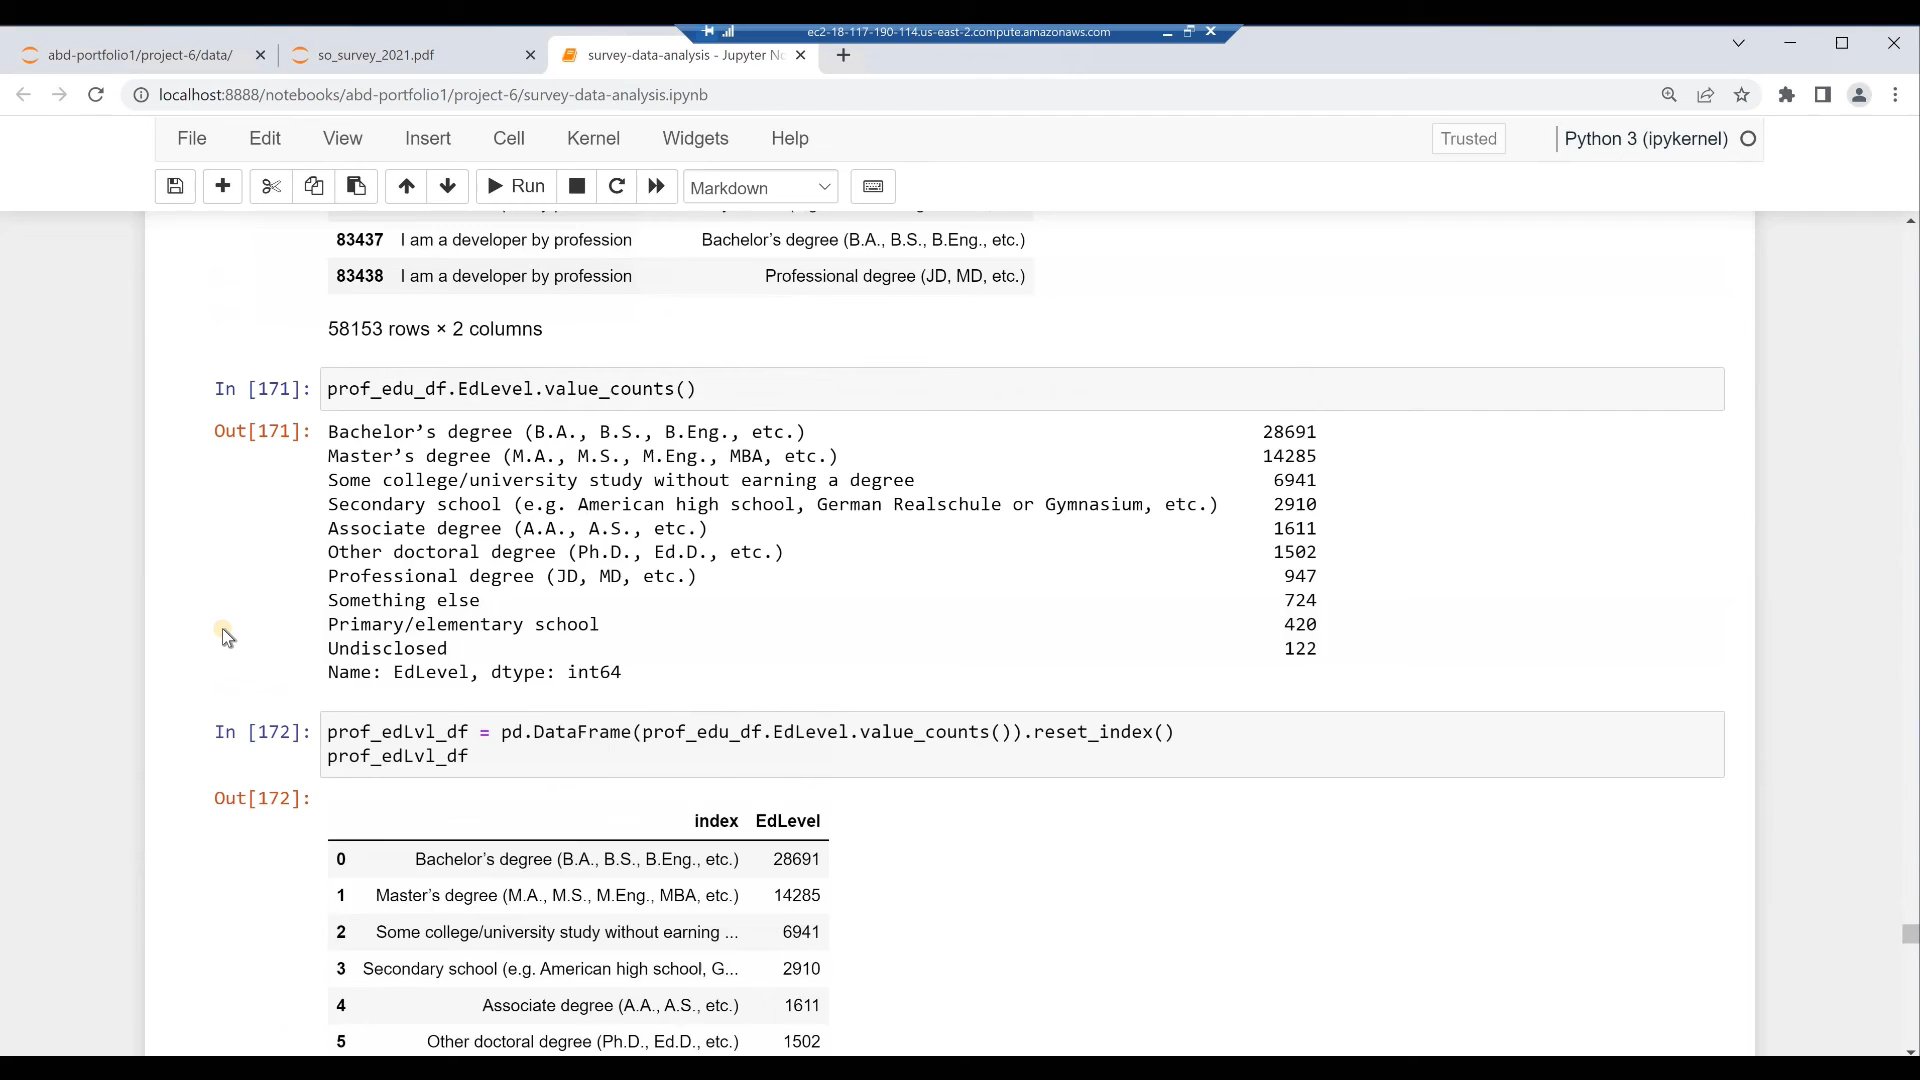 ec2-18-117-190-114.us-east-2.compute.amazonaws.com
abd-portfolio1/project-6/data/
so_survey_2021.pdf
survey-data-analysis - Jupyter No
localhost:8888/notebooks/abd-portfolio1/project-6/survey-data-analysis.ipynb
File Edit View Insert Cell Kernel Widgets Help Trusted Python 3 (ipykernel)
Run Markdown
83437 I am a developer by profession Bachelor’s degree (B.A., B.S., B.Eng., etc.)
83438 I am a developer by profession Professional degree (JD, MD, etc.)
58153 rows × 2 columns
In [171]: prof_edu_df.EdLevel.value_counts()
Out[171]: Bachelor’s degree (B.A., B.S., B.Eng., etc.) 28691
Master’s degree (M.A., M.S., M.Eng., MBA, etc.) 14285
Some college/university study without earning a degree 6941
Secondary school (e.g. American high school, German Realschule or Gymnasium, etc.) 2910
Associate degree (A.A., A.S., etc.) 1611
Other doctoral degree (Ph.D., Ed.D., etc.) 1502
Professional degree (JD, MD, etc.) 947
Something else 724
Primary/elementary school 420
Undisclosed 122
Name: EdLevel, dtype: int64
In [172]: prof_edLvl_df = pd.DataFrame(prof_edu_df.EdLevel.value_counts()).reset_index()
prof_edLvl_df
Out[172]:
index EdLevel
0 Bachelor’s degree (B.A., B.S., B.Eng., etc.) 28691
1 Master’s degree (M.A., M.S., M.Eng., MBA, etc.) 14285
2 Some college/university study without earning ... 6941
3 Secondary school (e.g. American high school, G... 2910
4 Associate degree (A.A., A.S., etc.) 1611
5 Other doctoral degree (Ph.D., Ed.D., etc.) 1502